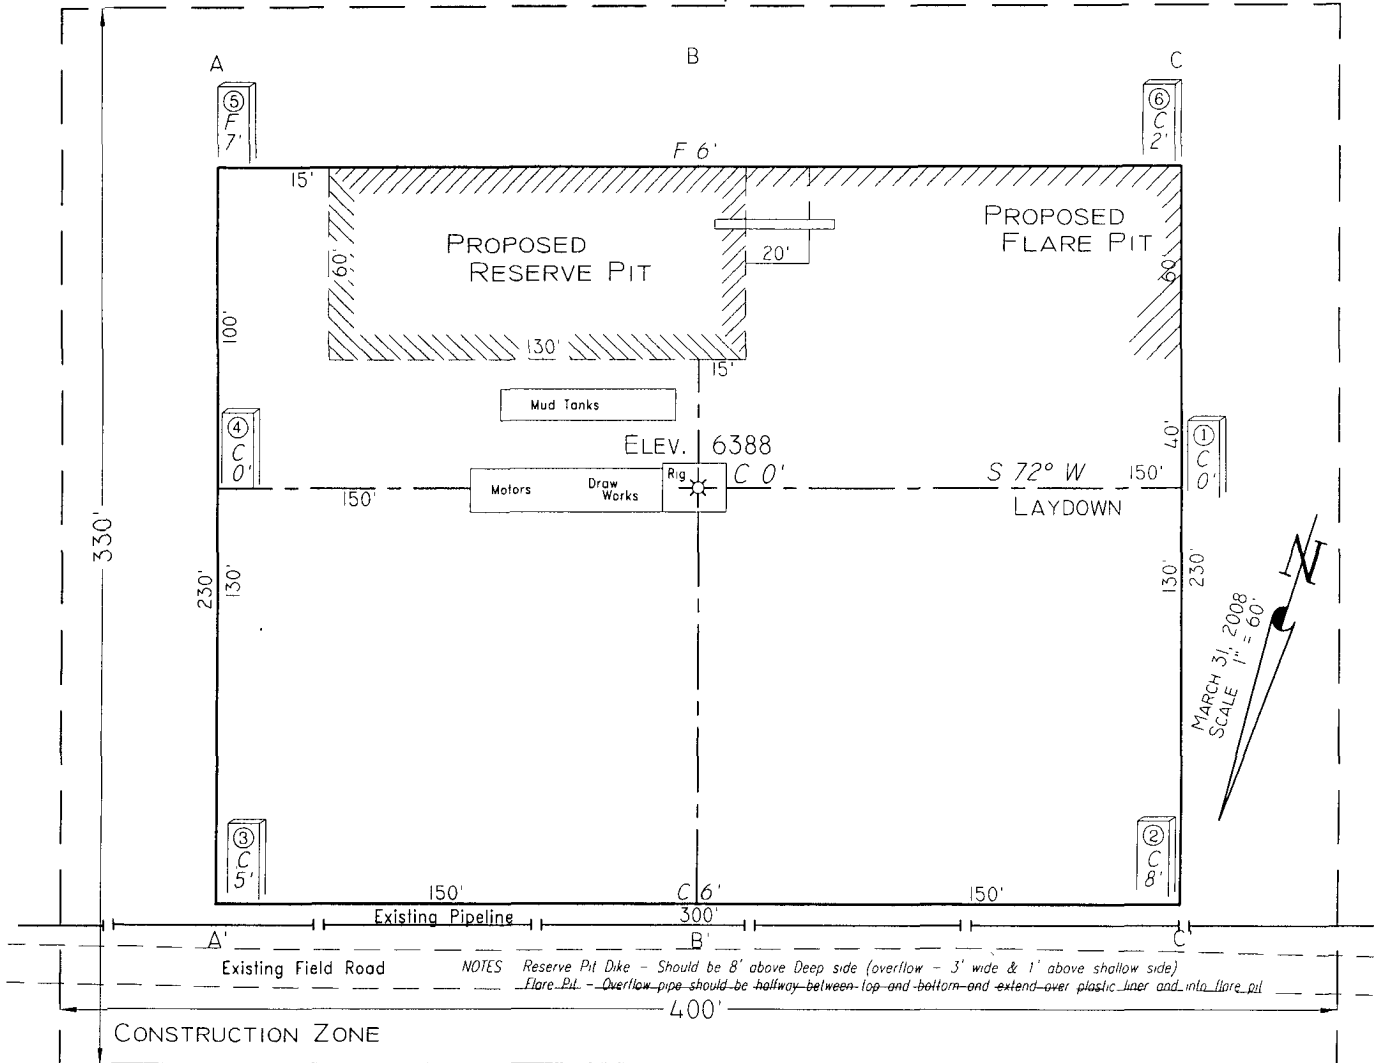 A
B
C
5
F
7'
6
C
2'
F 6'
15'
PROPOSED
RESERVE PIT
60'
20'
PROPOSED
FLARE PIT
60'
100'
130'
15'
Mud Tanks
4
C
0'
ELEV. 6388
40'
1
C
0'
150'
Motors
Draw
Works
Rig
C 0'
S 72° W
150'
LAYDOWN
330'
230'
130'
130'
230'
N
MARCH 31, 2008
SCALE 1" = 60'
3
C
5'
2
C
8'
150'
C 6'
150'
Existing Pipeline
300'
A'
B'
C'
Existing Field Road
NOTES Reserve Pit Dike - Should be 8' above Deep side (overflow - 3' wide & 1' above shallow side)
Flare Pit - Overflow pipe should be halfway between top and bottom and extend over plastic liner and into flare pit
400'
CONSTRUCTION ZONE